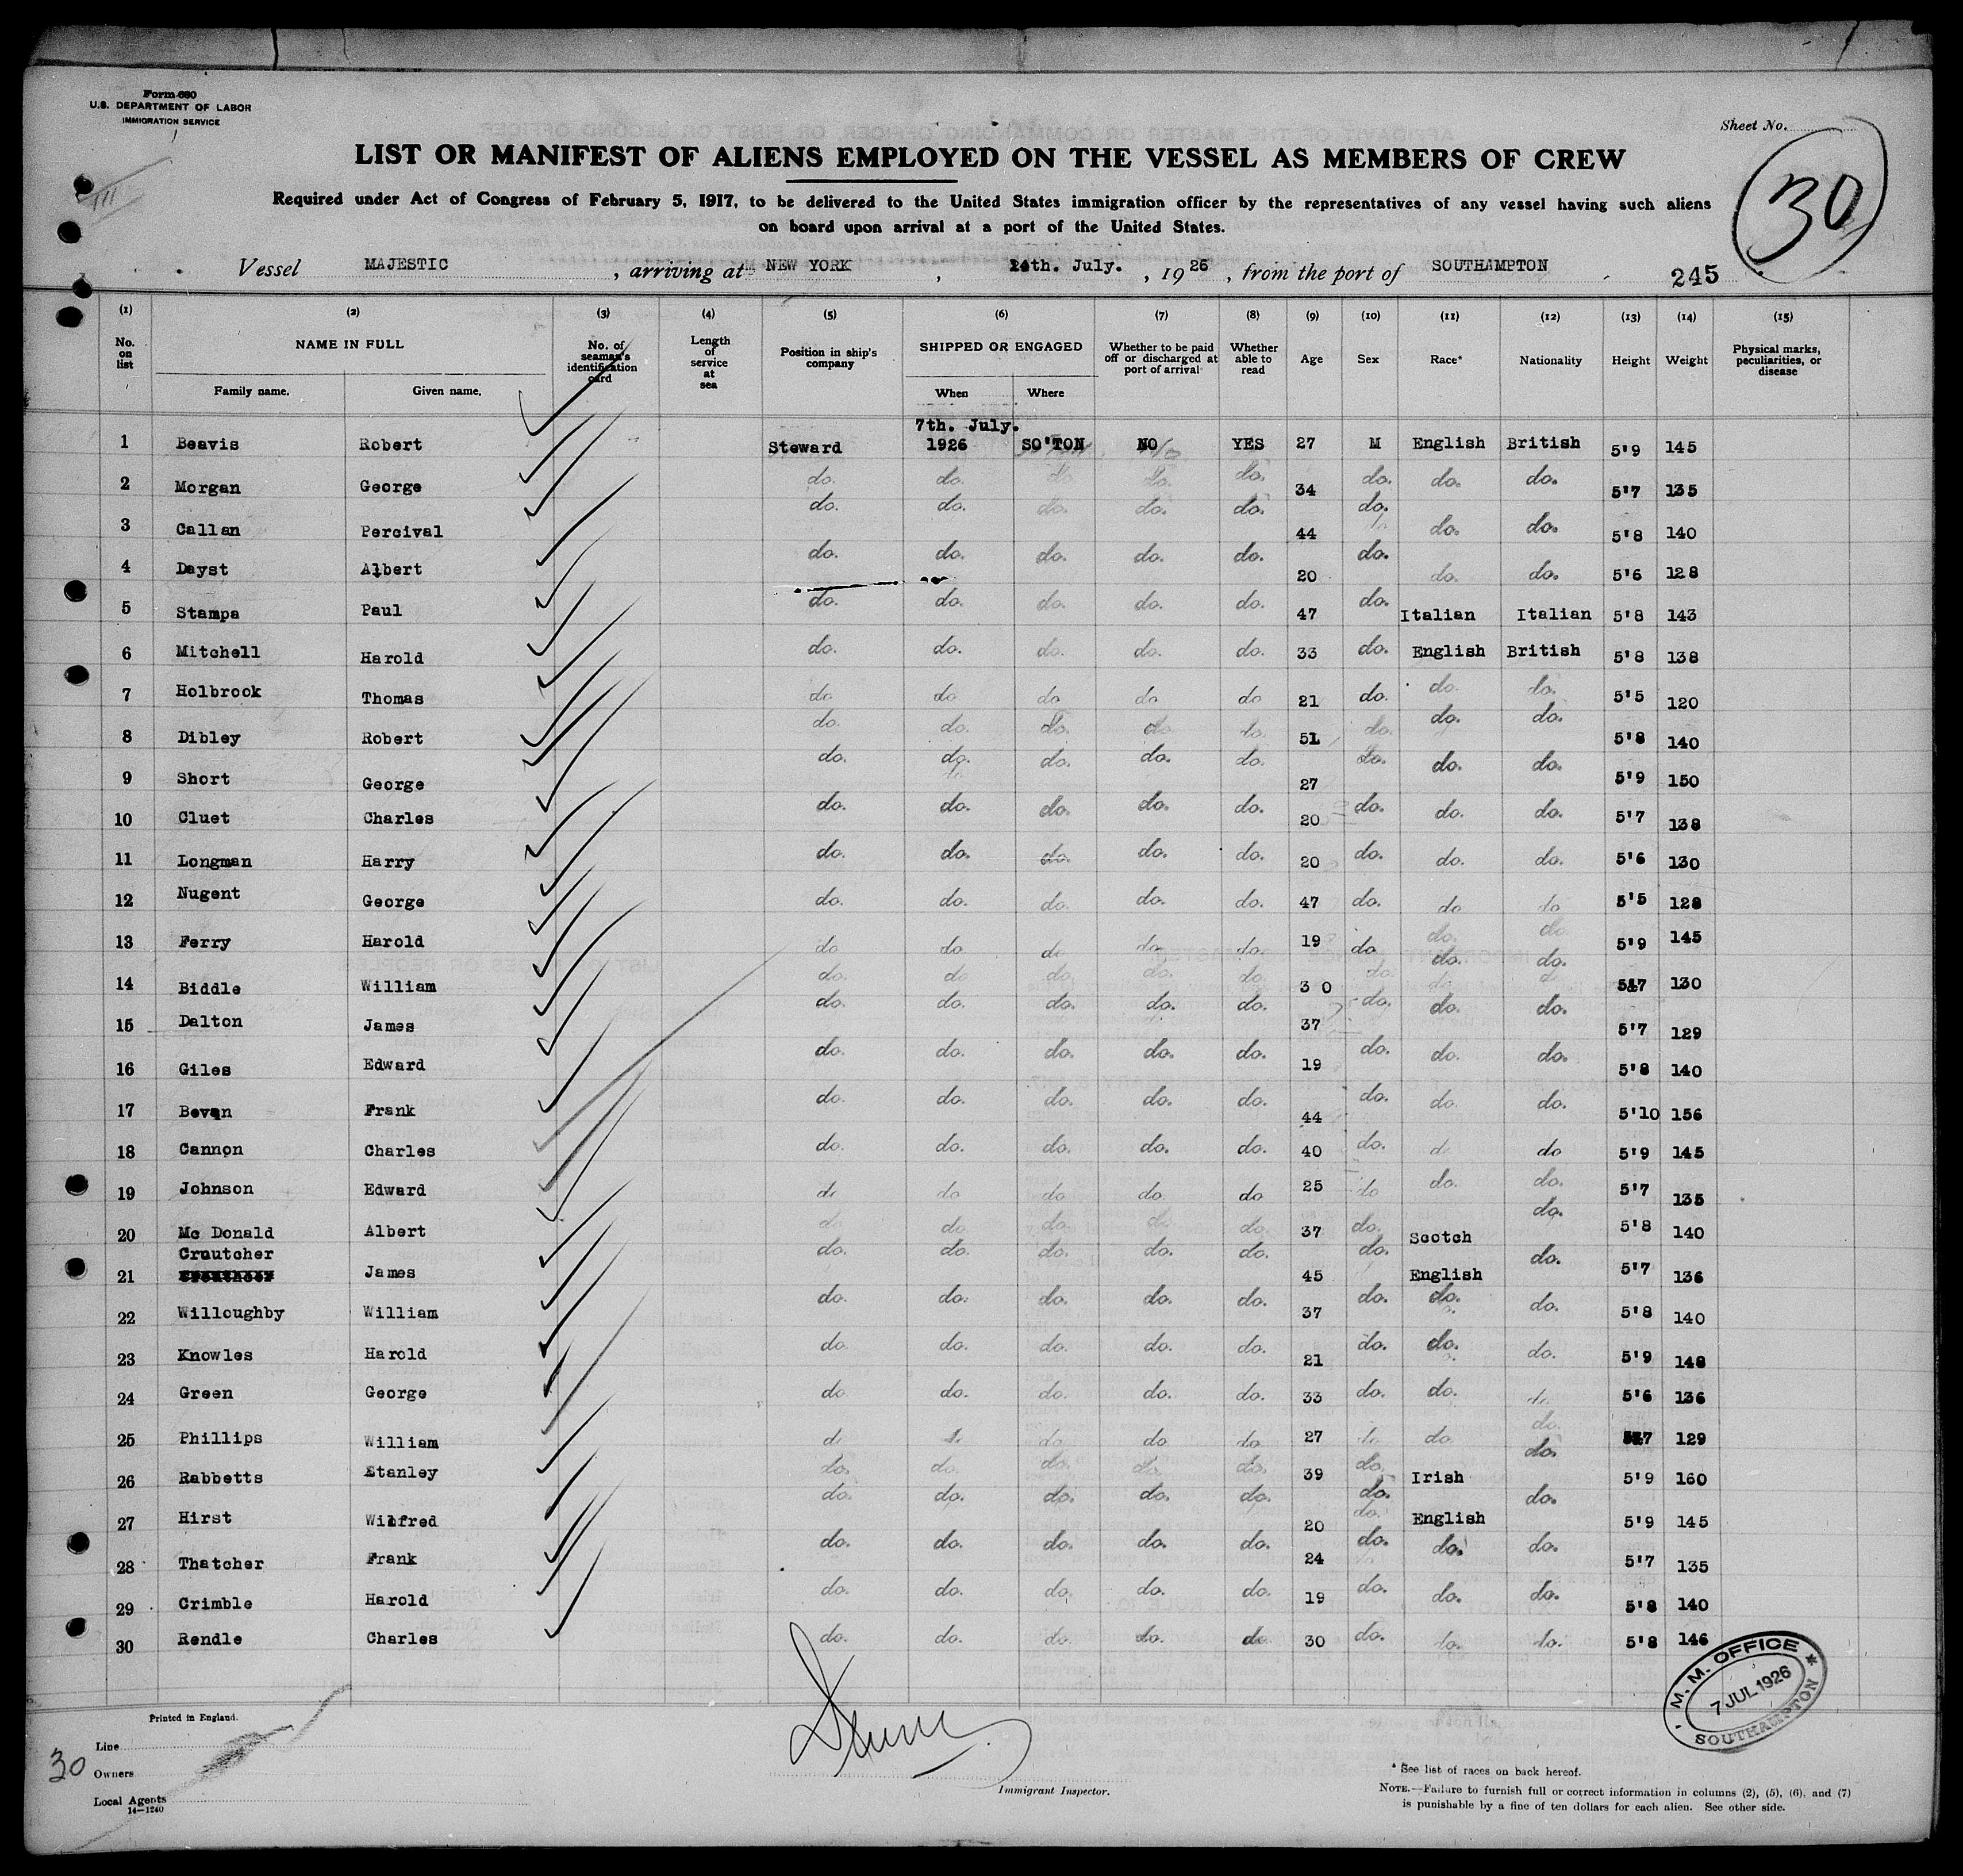 Form 680
U.S. DEPARTMENT OF LABOR
IMMIGRATION SERVICE
Sheet No.
30
LIST OR MANIFEST OF ALIENS EMPLOYED ON THE VESSEL AS MEMBERS OF CREW
Required under Act of Congress of February 5, 1917, to be delivered to the United States immigration officer by the representatives of any vessel having such aliens
on board upon arrival at a port of the United States.
Vessel MAJESTIC, arriving at NEW YORK, 14th. July., 1926, from the port of SOUTHAMPTON 245
(1) (2) (3) (4) (5) (6) (7) (8) (9) (10) (11) (12) (13) (14) (15)
No. on list NAME IN FULL Family name. Given name. No. of seaman's identification card Length of service at sea Position in ship's company SHIPPED OR ENGAGED When Where Whether to be paid off or discharged at port of arrival Whether able to read Age Sex Race* Nationality Height Weight Physical marks, peculiarities, or disease
1 Beavis Robert Steward 7th. July. 1926 SO'TON NO YES 27 M English British 5'9 145
2 Morgan George do. do. do. do. do. 34 do. do. do. 5'7 135
3 Callan Percival do. do. do. do. do. 44 do. do. do. 5'8 140
4 Dayst Albert do. do. do. do. do. 20 do. do. do. 5'6 128
5 Stampa Paul do. do. do. do. do. 47 do. Italian Italian 5'8 143
6 Mitchell Harold do. do. do. do. do. 33 do. English British 5'8 138
7 Holbrook Thomas do do do do do 21 do. do. do. 5'5 120
8 Dibley Robert do. do. do. do. do. 51 do. do. do. 5'8 140
9 Short George do. do. do. do. do. 27 do. do. do. 5'9 150
10 Cluet Charles do. do. do. do. do. 20 do. do. do. 5'7 138
11 Longman Harry do. do. do. do. do. 20 do. do. do. 5'6 130
12 Nugent George do. do. do. do. do. 47 do. do do 5'5 128
13 Ferry Harold do do do do do. 19 do do. do. 5'9 145
14 Biddle William do. do do. do. do. 30 do. do. do. 5'7 130
15 Dalton James do. do. do. do. do. 37 do. do. do. 5'7 129
16 Giles Edward do. do. do. do. do. 19 do. do. do. 5'8 140
17 Bevan Frank do. do. do. do. do. 44 do. do. do. 5'10 156
18 Cannon Charles do. do. do. do. do. 40 do. do do 5'9 145
19 Johnson Edward do do do do do 25 do do. do. 5'7 135
20 Mc Donald Albert do. do. do. do. do. 37 do. Scotch do. 5'8 140
21 Cruutcher James do. do. do. do. do. 45 do. English do. 5'7 136
22 Willoughby William do. do. do. do. do. 37 do. do. do. 5'8 140
23 Knowles Harold do. do. do. do. do. 21 do. do. do. 5'9 148
24 Green George do. do. do. do. do. 33 do. do. do. 5'6 136
25 Phillips William do do do do do 27 do do. do. 5'7 129
26 Rabbetts Stanley do. do. do. do. do. 39 do. Irish do. 5'9 160
27 Hirst Wilfred do. do. do. do. do. 20 do. English do. 5'9 145
28 Thatcher Frank do. do. do. do. do. 24 do. do. do. 5'7 135
29 Crimble Harold do. do. do. do. do. 19 do. do. do. 5'8 140
30 Rendle Charles do. do. do. do. do 30 do. do. do. 5'8 146
M. M. OFFICE
7 JUL 1926
SOUTHAMPTON
Printed in England.
30
Line
Owners
Local Agents
14—1240
Immigrant Inspector.
* See list of races on back hereof.
NOTE.—Failure to furnish full or correct information in columns (2), (5), (6), and (7)
is punishable by a fine of ten dollars for each alien. See other side.